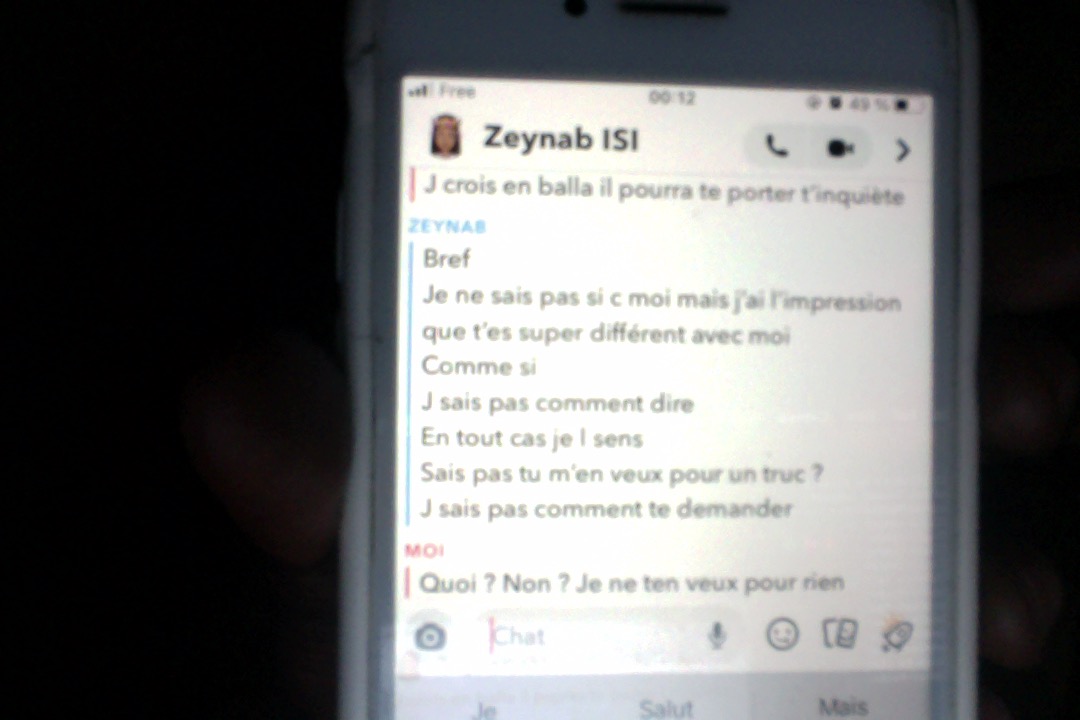 Free 00:12 49 %
Zeynab ISI
J crois en balla il pourra te porter t'inquiète
ZEYNAB
Bref
Je ne sais pas si c moi mais j'ai l'impression
que t'es super différent avec moi
Comme si
J sais pas comment dire
En tout cas je l sens
Sais pas tu m'en veux pour un truc ?
J sais pas comment te demander
MOI
Quoi ? Non ? Je ne ten veux pour rien
Chat
Je Salut Mais